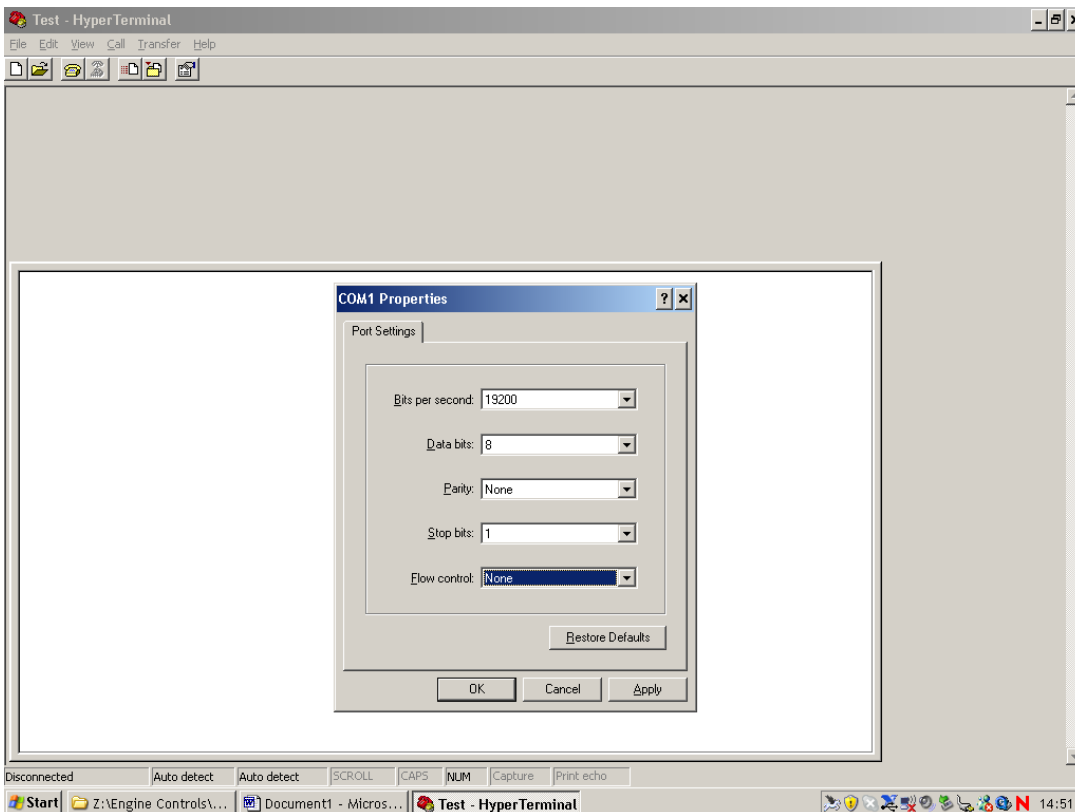 Test - HyperTerminal
File Edit View Call Transfer Help
COM1 Properties
Port Settings
Bits per second: 19200
Data bits: 8
Parity: None
Stop bits: 1
Flow control: None
Restore Defaults
OK Cancel Apply
Disconnected Auto detect Auto detect SCROLL CAPS NUM Capture Print echo
Start Z:\Engine Controls\... Document1 - Micros... Test - HyperTerminal N 14:51